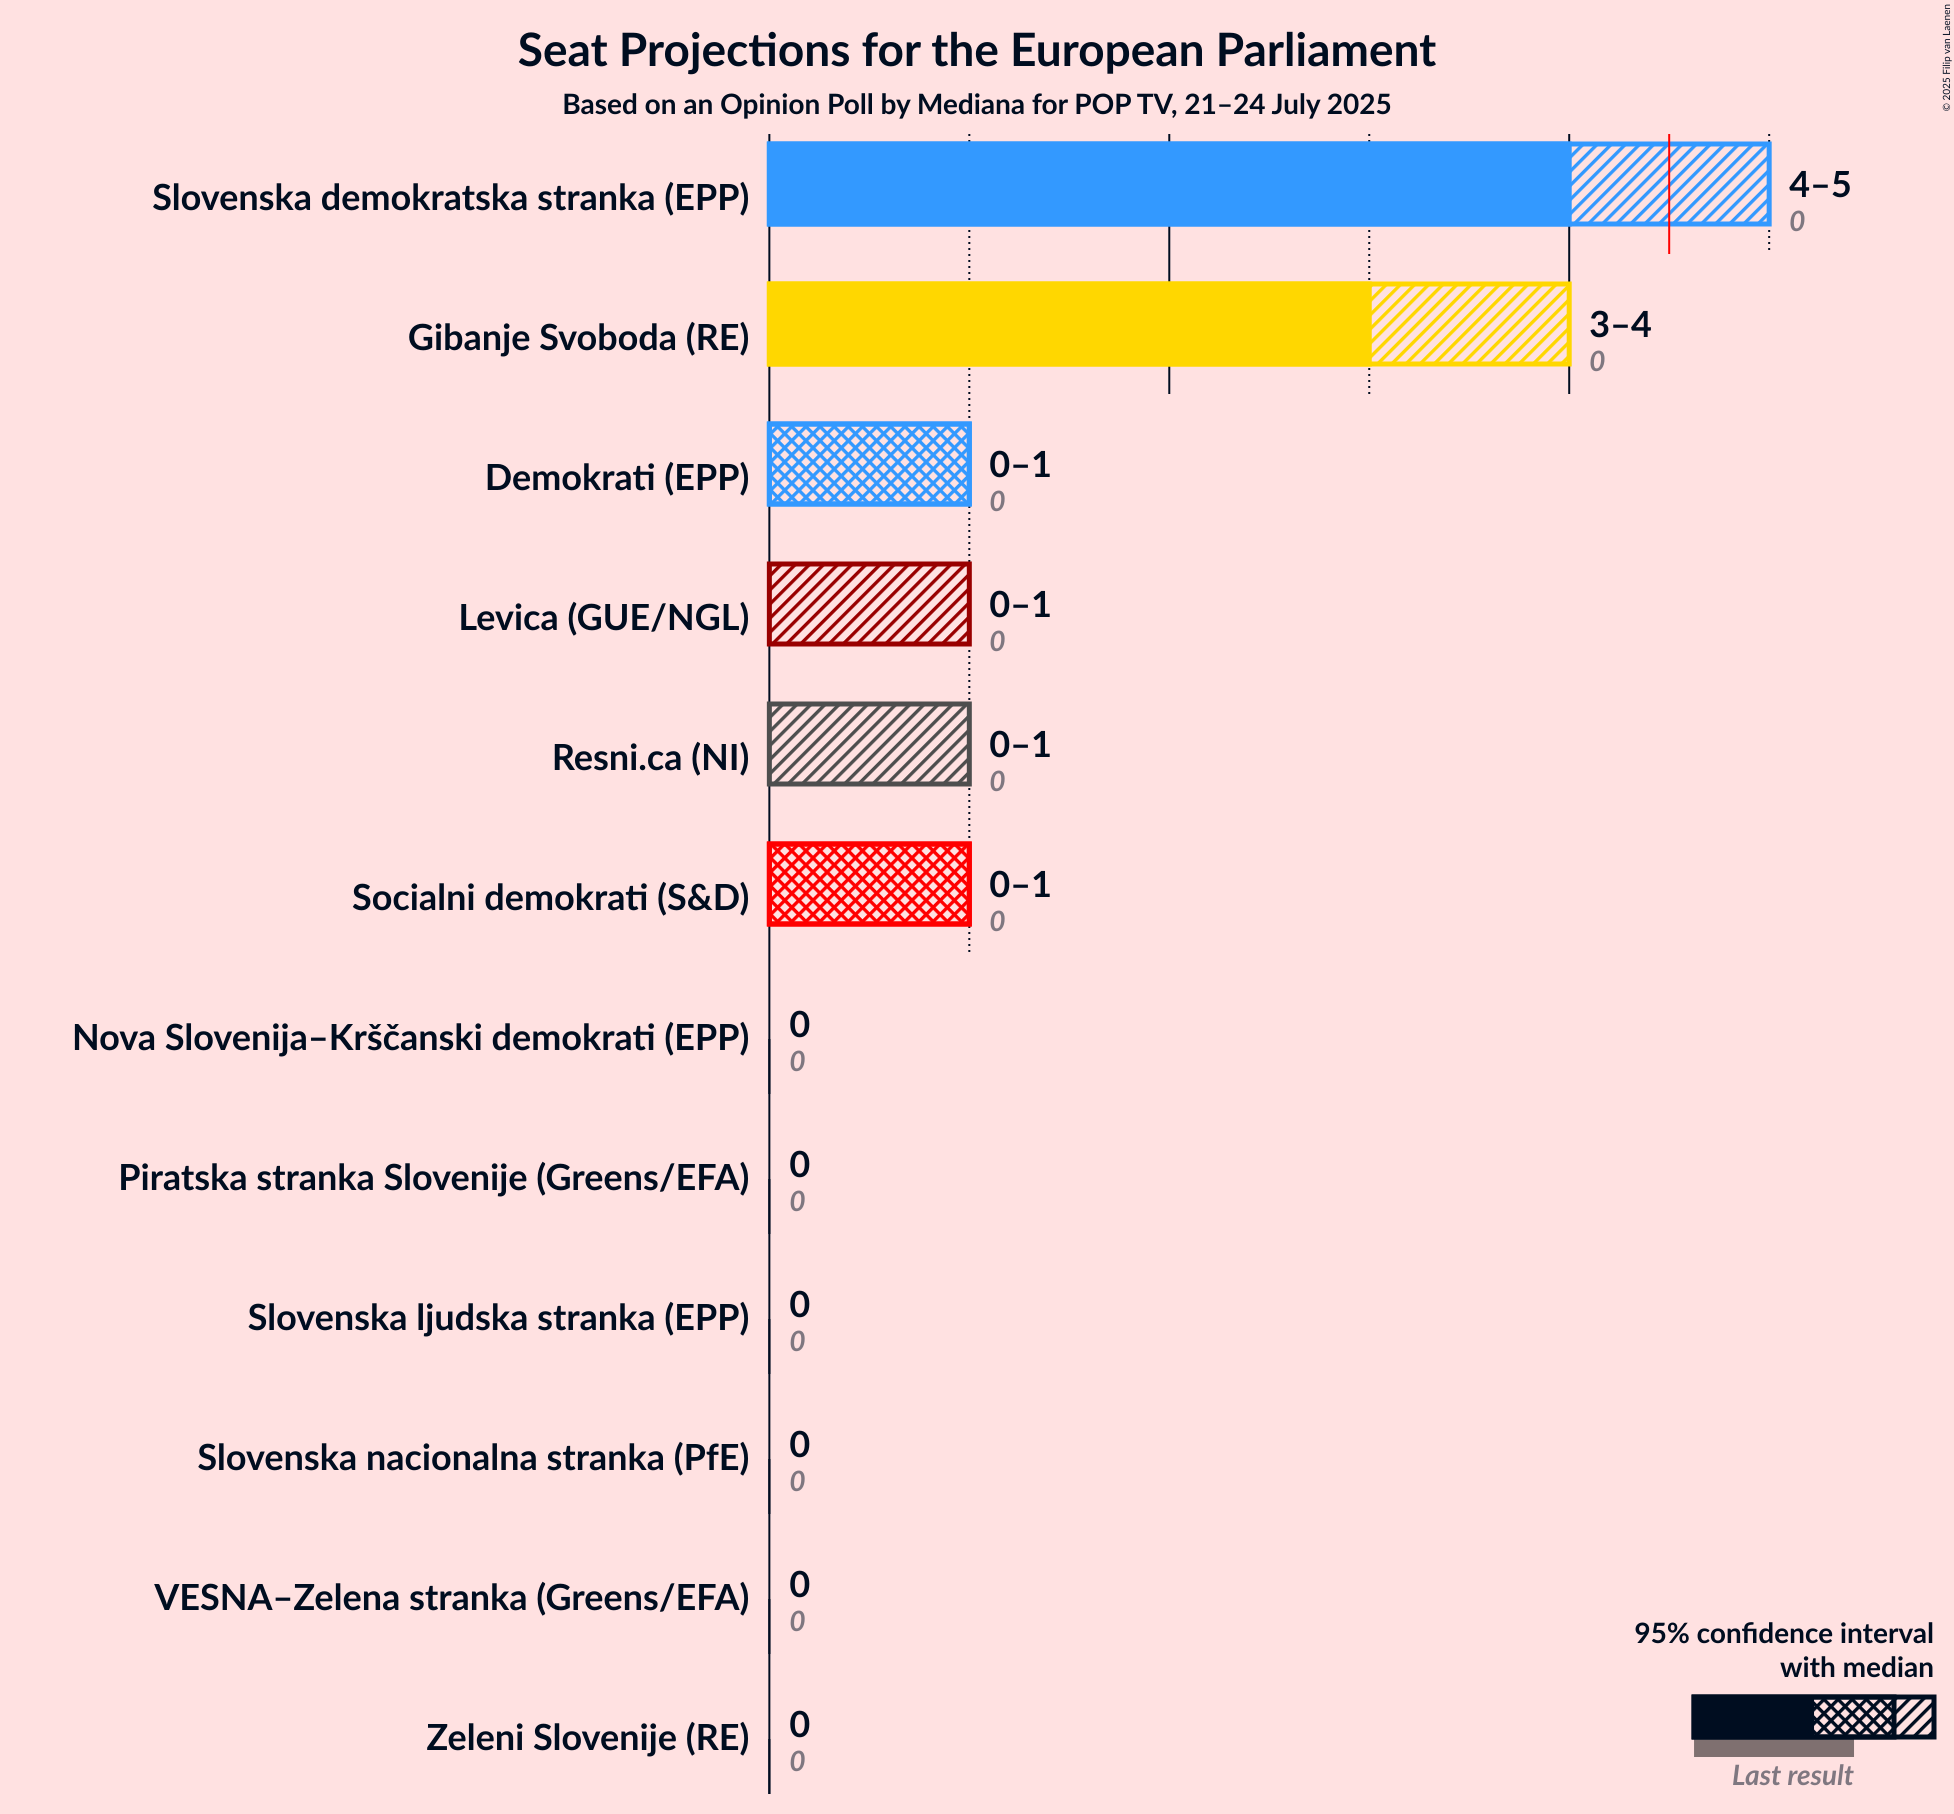 Seat Projections for the European Parliament
Based on an Opinion Poll by Mediana for POP TV, 21–24 July 2025
© 2025 Filip van Laenen
Slovenska demokratska stranka (EPP)
4–5
0
Gibanje Svoboda (RE)
3–4
0
Demokrati (EPP)
0–1
0
Levica (GUE/NGL)
0–1
0
Resni.ca (NI)
0–1
0
Socialni demokrati (S&D)
0–1
0
Nova Slovenija–Krščanski demokrati (EPP)
0
0
Piratska stranka Slovenije (Greens/EFA)
0
0
Slovenska ljudska stranka (EPP)
0
0
Slovenska nacionalna stranka (PfE)
0
0
VESNA–Zelena stranka (Greens/EFA)
0
0
Zeleni Slovenije (RE)
0
0
95% confidence interval
with median
Last result